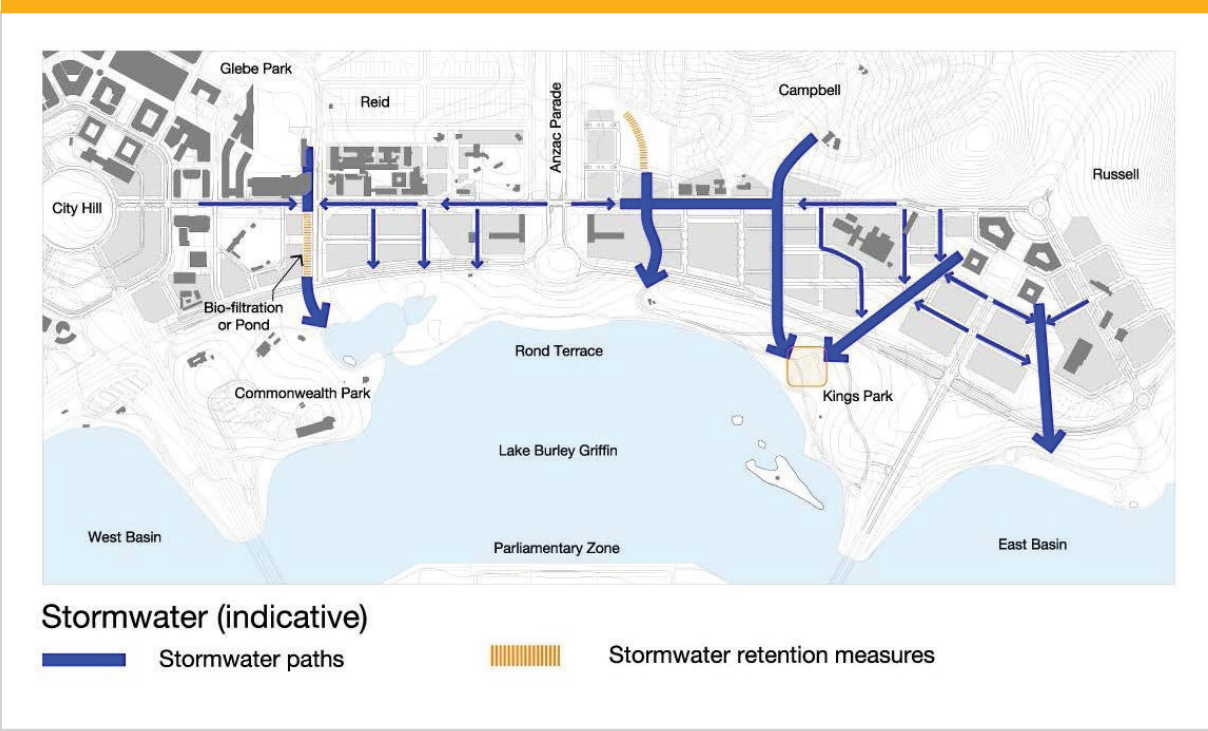 Glebe Park
Reid
Anzac Parade
Campbell
Russell
City Hill
Bio-filtration
or Pond
Rond Terrace
Commonwealth Park
Kings Park
Lake Burley Griffin
West Basin
Parliamentary Zone
East Basin
Stormwater (indicative)
Stormwater paths
Stormwater retention measures